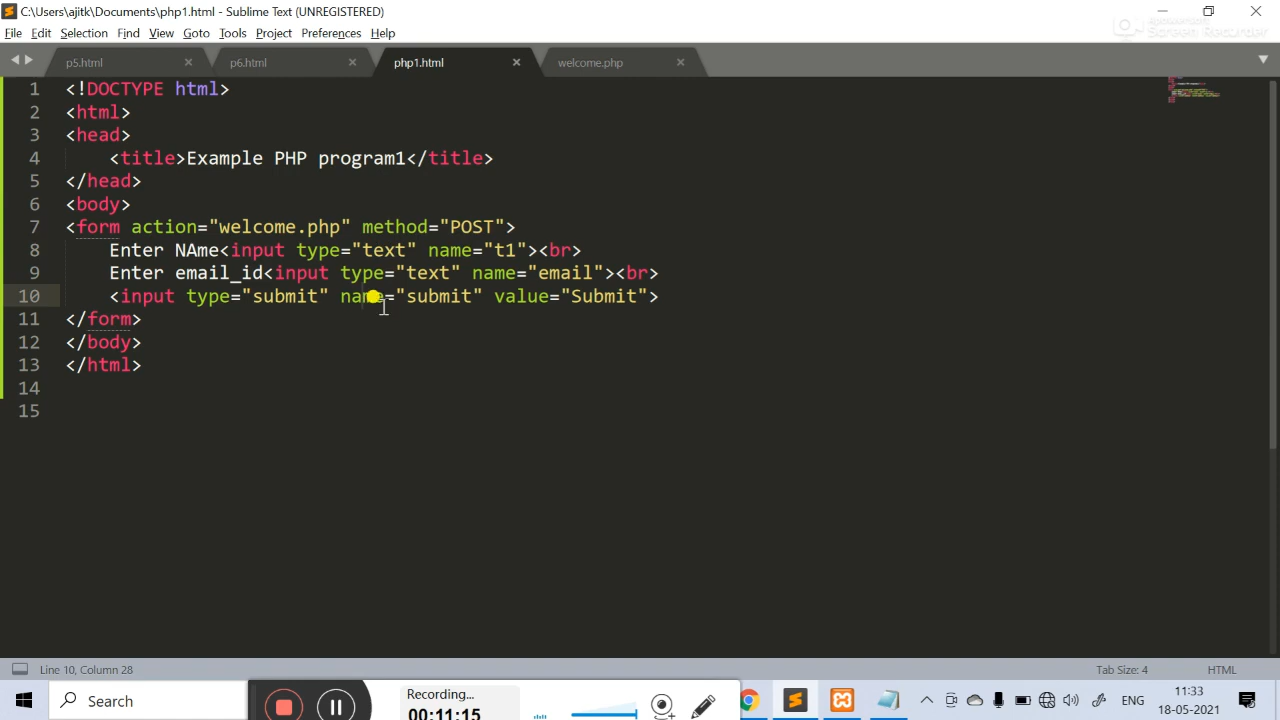 C:\Users\ajitk\Documents\php1.html - Sublime Text (UNREGISTERED)
File Edit Selection Find View Goto Tools Project Preferences Help
Apowersoft
Screen Recorder
p5.html p6.html php1.html welcome.php
1 <!DOCTYPE html>
2 <html>
3 <head>
4 <title>Example PHP program1</title>
5 </head>
6 <body>
7 <form action="welcome.php" method="POST">
8 Enter NAme<input type="text" name="t1"><br>
9 Enter email_id<input type="text" name="email"><br>
10 <input type="submit" name="submit" value="Submit">
11 </form>
12 </body>
13 </html>
14
15
Line 10, Column 28 Tab Size: 4 HTML
Search
Recording...
00:11:15
ENG
11:33
18-05-2021